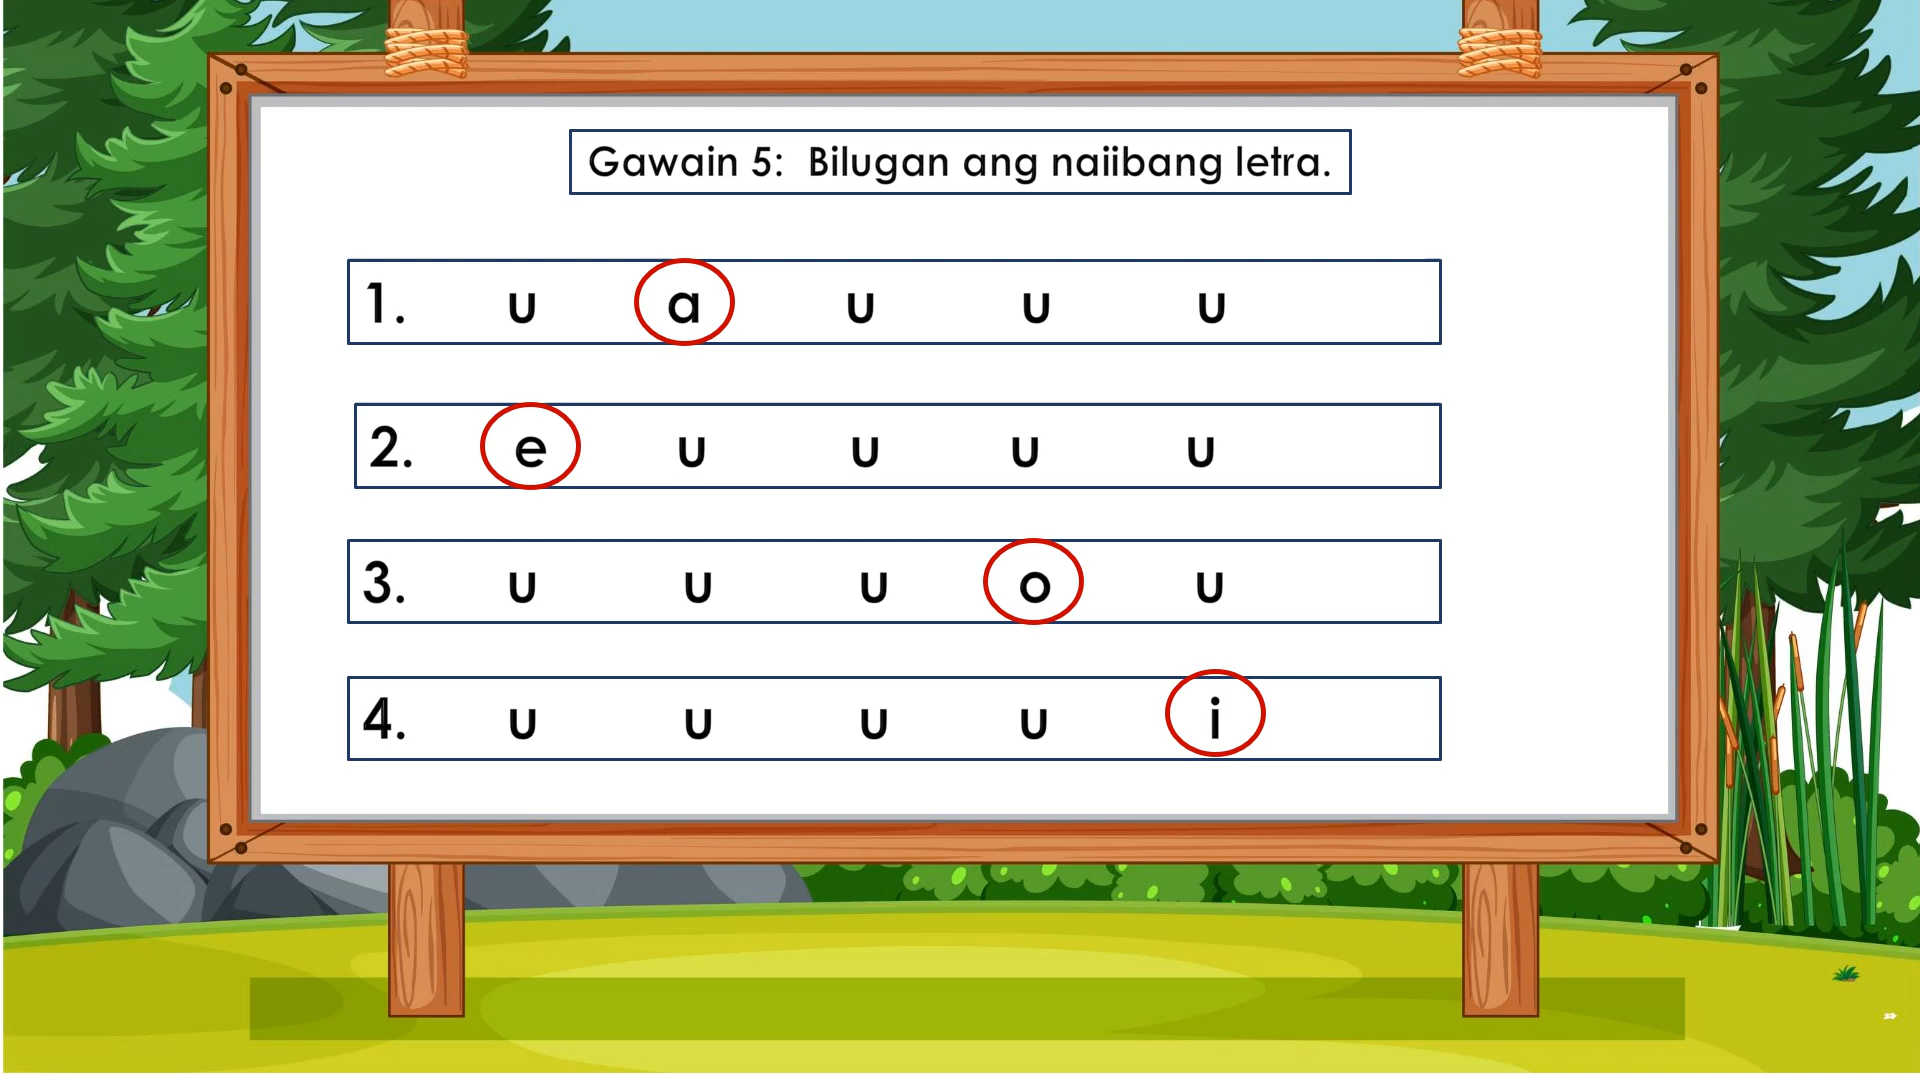 Gawain 5: Bilugan ang naiibang letra.
1. u a u u u
2. e u u u u
3. u u u o u
4. u u u u i